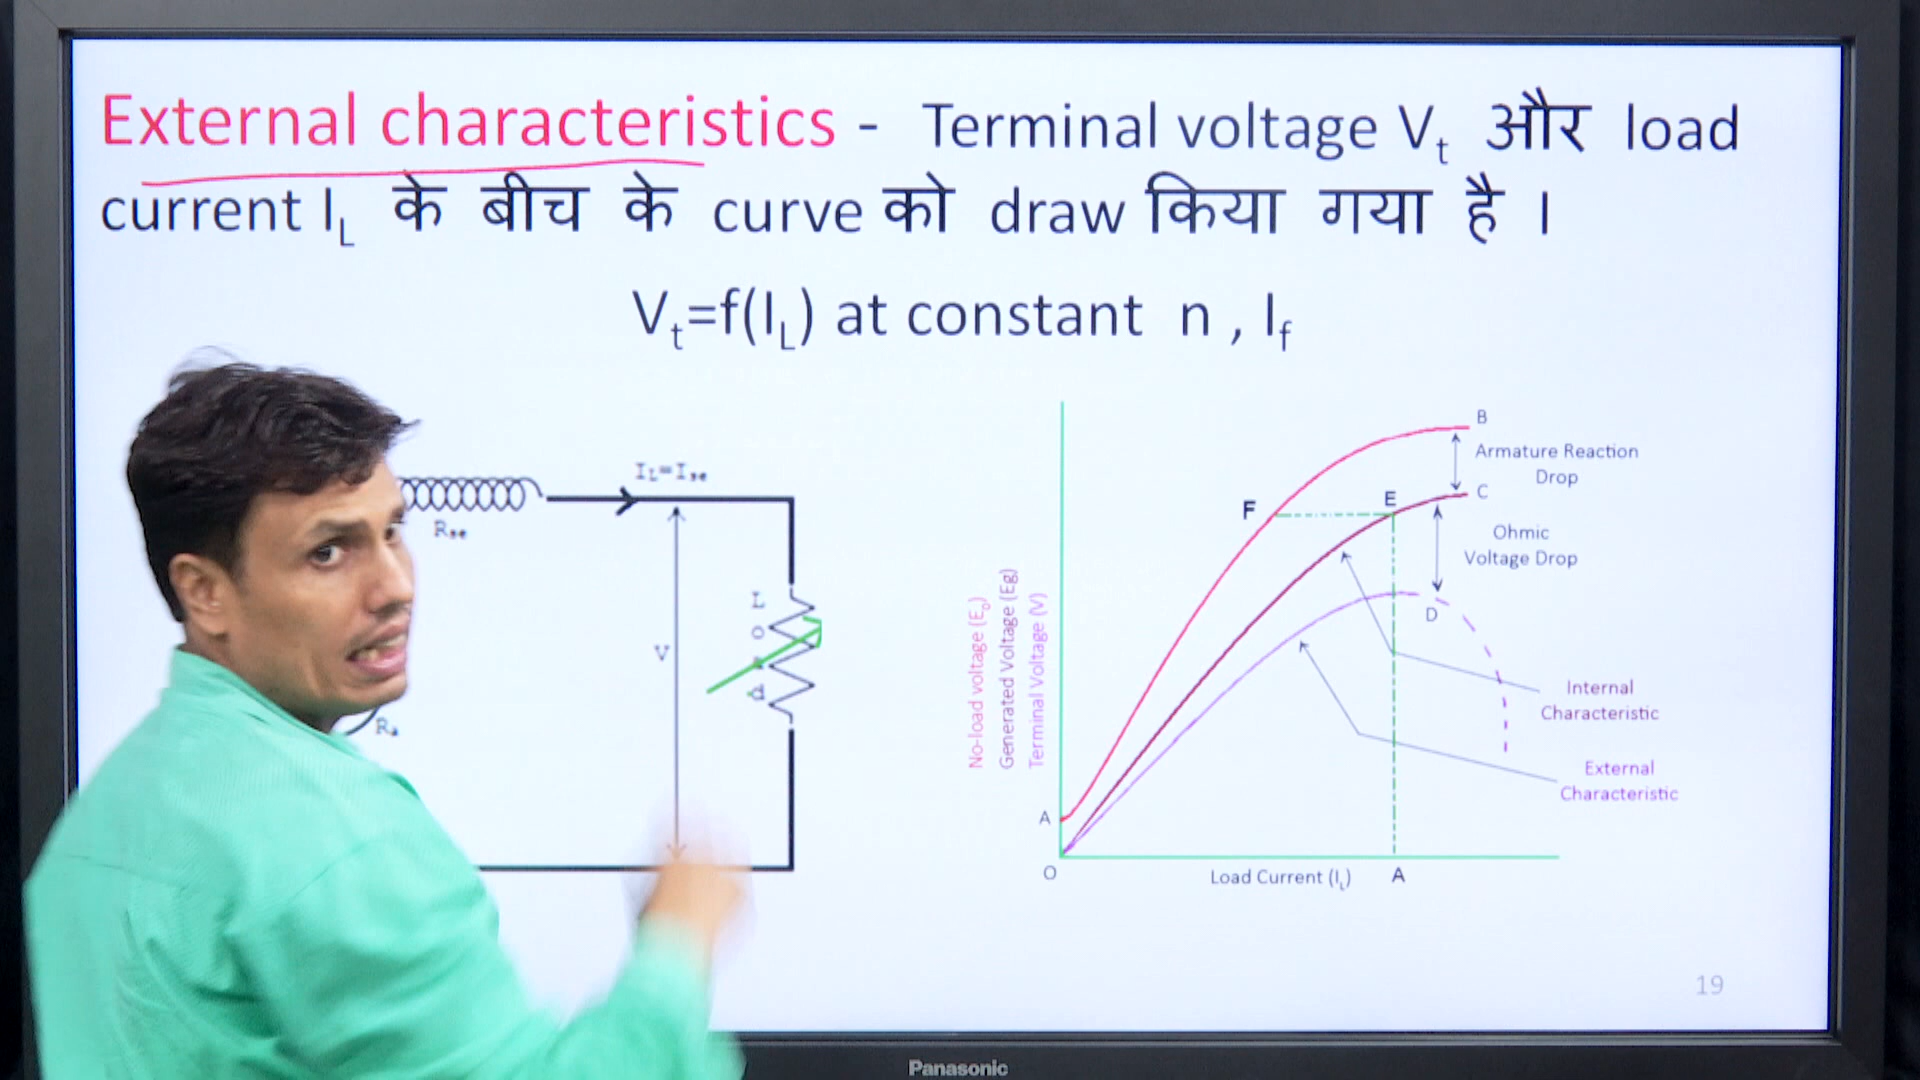 External characteristics - Terminal voltage Vt और load
current IL के बीच के curve को draw किया गया है ।
Vt=f(IL) at constant n , If
IL=Ise
Rse
Ra
V
Load
No-load voltage (E0)
Generated Voltage (Eg)
Terminal Voltage (V)
B
Armature Reaction
Drop
C
F
E
Ohmic
Voltage Drop
D
Internal
Characteristic
External
Characteristic
A
O
Load Current (IL)
A
19
Panasonic